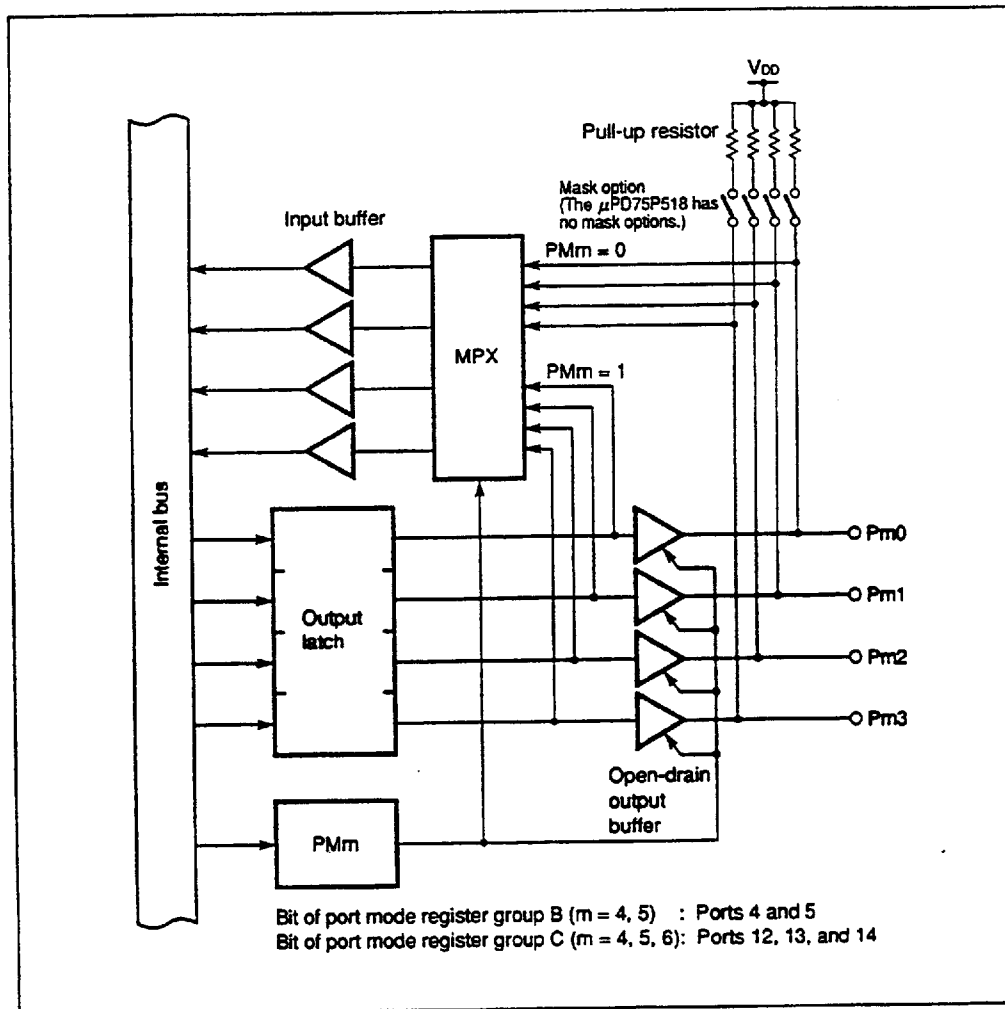 VDD
Pull-up resistor
Mask option
(The μPD75P518 has
no mask options.)
Input buffer
PMm = 0
MPX
PMm = 1
Internal bus
Output
latch
Pm0
Pm1
Pm2
Pm3
Open-drain
output
buffer
PMm
Bit of port mode register group B (m = 4, 5) : Ports 4 and 5
Bit of port mode register group C (m = 4, 5, 6): Ports 12, 13, and 14